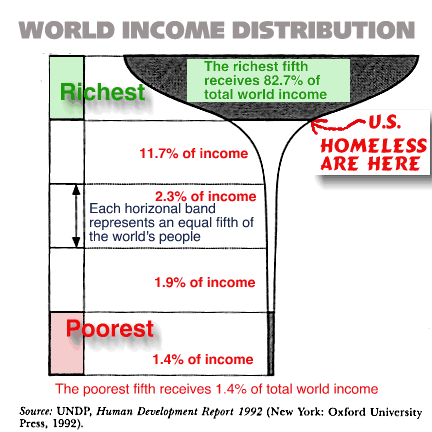 WORLD INCOME DISTRIBUTION
The richest fifth
receives 82.7% of
total world income
Richest
U.S.
HOMELESS
ARE HERE
11.7% of income
2.3% of income
Each horizonal band
represents an equal fifth of
the world's people
1.9% of income
Poorest
1.4% of income
The poorest fifth receives 1.4% of total world income
Source: UNDP, Human Development Report 1992 (New York: Oxford University
Press, 1992).